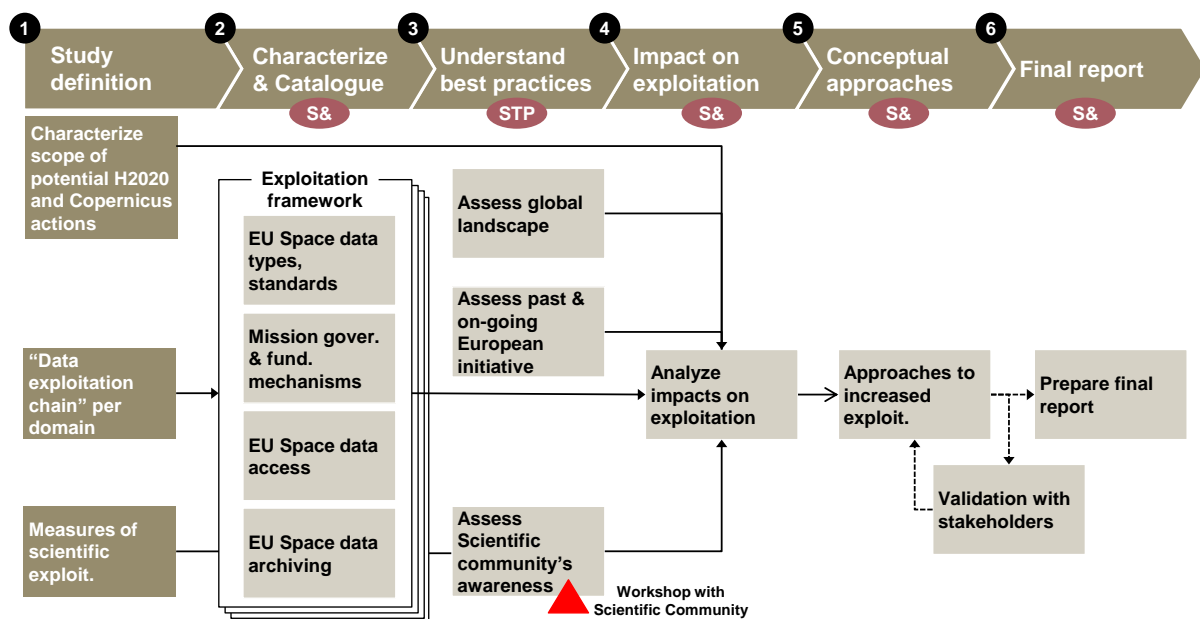 1
Study
definition
2
Characterize
& Catalogue
S&
3
Understand
best practices
STP
4
Impact on
exploitation
S&
5
Conceptual
approaches
S&
6
Final report
S&
Characterize
scope of
potential H2020
and Copernicus
actions
“Data
exploitation
chain” per
domain
Measures of
scientific
exploit.
Exploitation
framework
EU Space data
types,
standards
Mission gover.
& fund.
mechanisms
EU Space data
access
EU Space data
archiving
Assess global
landscape
Assess past &
on-going
European
initiative
Assess
Scientific
community’s
awareness
Workshop with
Scientific Community
Analyze
impacts on
exploitation
Approaches to
increased
exploit.
Validation with
stakeholders
Prepare final
report